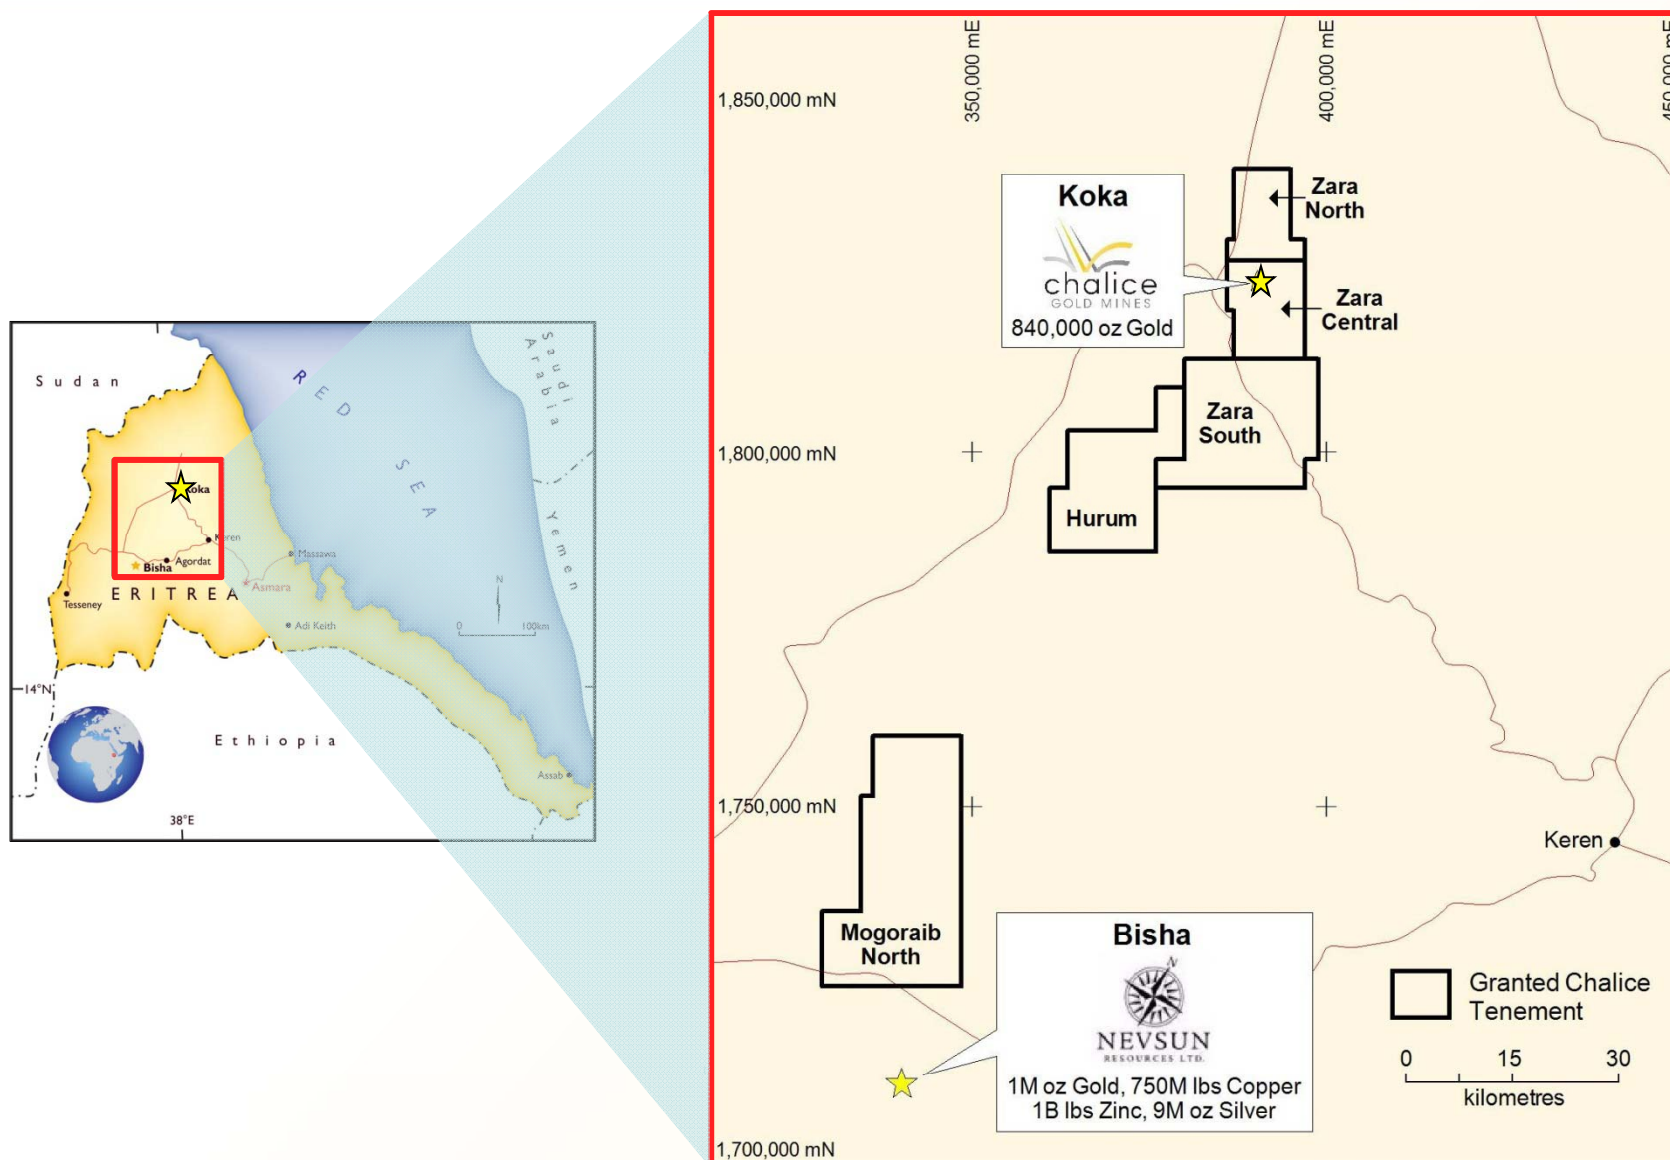 Sudan
RED
SEA
Saudi
Arabia
Yemen
Koka
Keren
Agordat
Bisha
Massawa
Asmara
ERITREA
Tesseney
Adi Keith
N
0 100km
14°N
Ethiopia
Assab
38°E
350,000 mE
400,000 mE
450,000 mE
1,850,000 mN
Koka
chalice
GOLD MINES
840,000 oz Gold
Zara
North
Zara
Central
Zara
South
1,800,000 mN
Hurum
1,750,000 mN
Keren
Mogoraib
North
Bisha
N
NEVSUN
RESOURCES LTD.
1M oz Gold, 750M lbs Copper
1B lbs Zinc, 9M oz Silver
Granted Chalice
Tenement
0 15 30
kilometres
1,700,000 mN